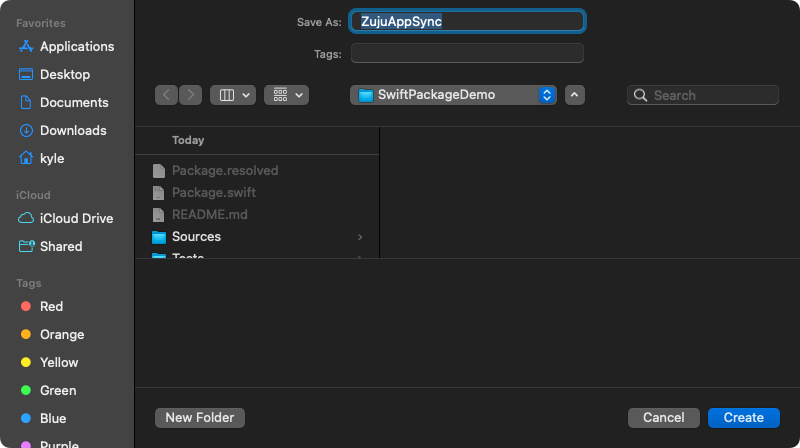 Favorites
Applications
Desktop
Documents
Downloads
kyle
iCloud
iCloud Drive
Shared
Tags
Red
Orange
Yellow
Green
Blue
Purple
Save As: ZujuAppSync
Tags:
SwiftPackageDemo
Search
Today
Package.resolved
Package.swift
README.md
Sources
Tests
New Folder
Cancel
Create